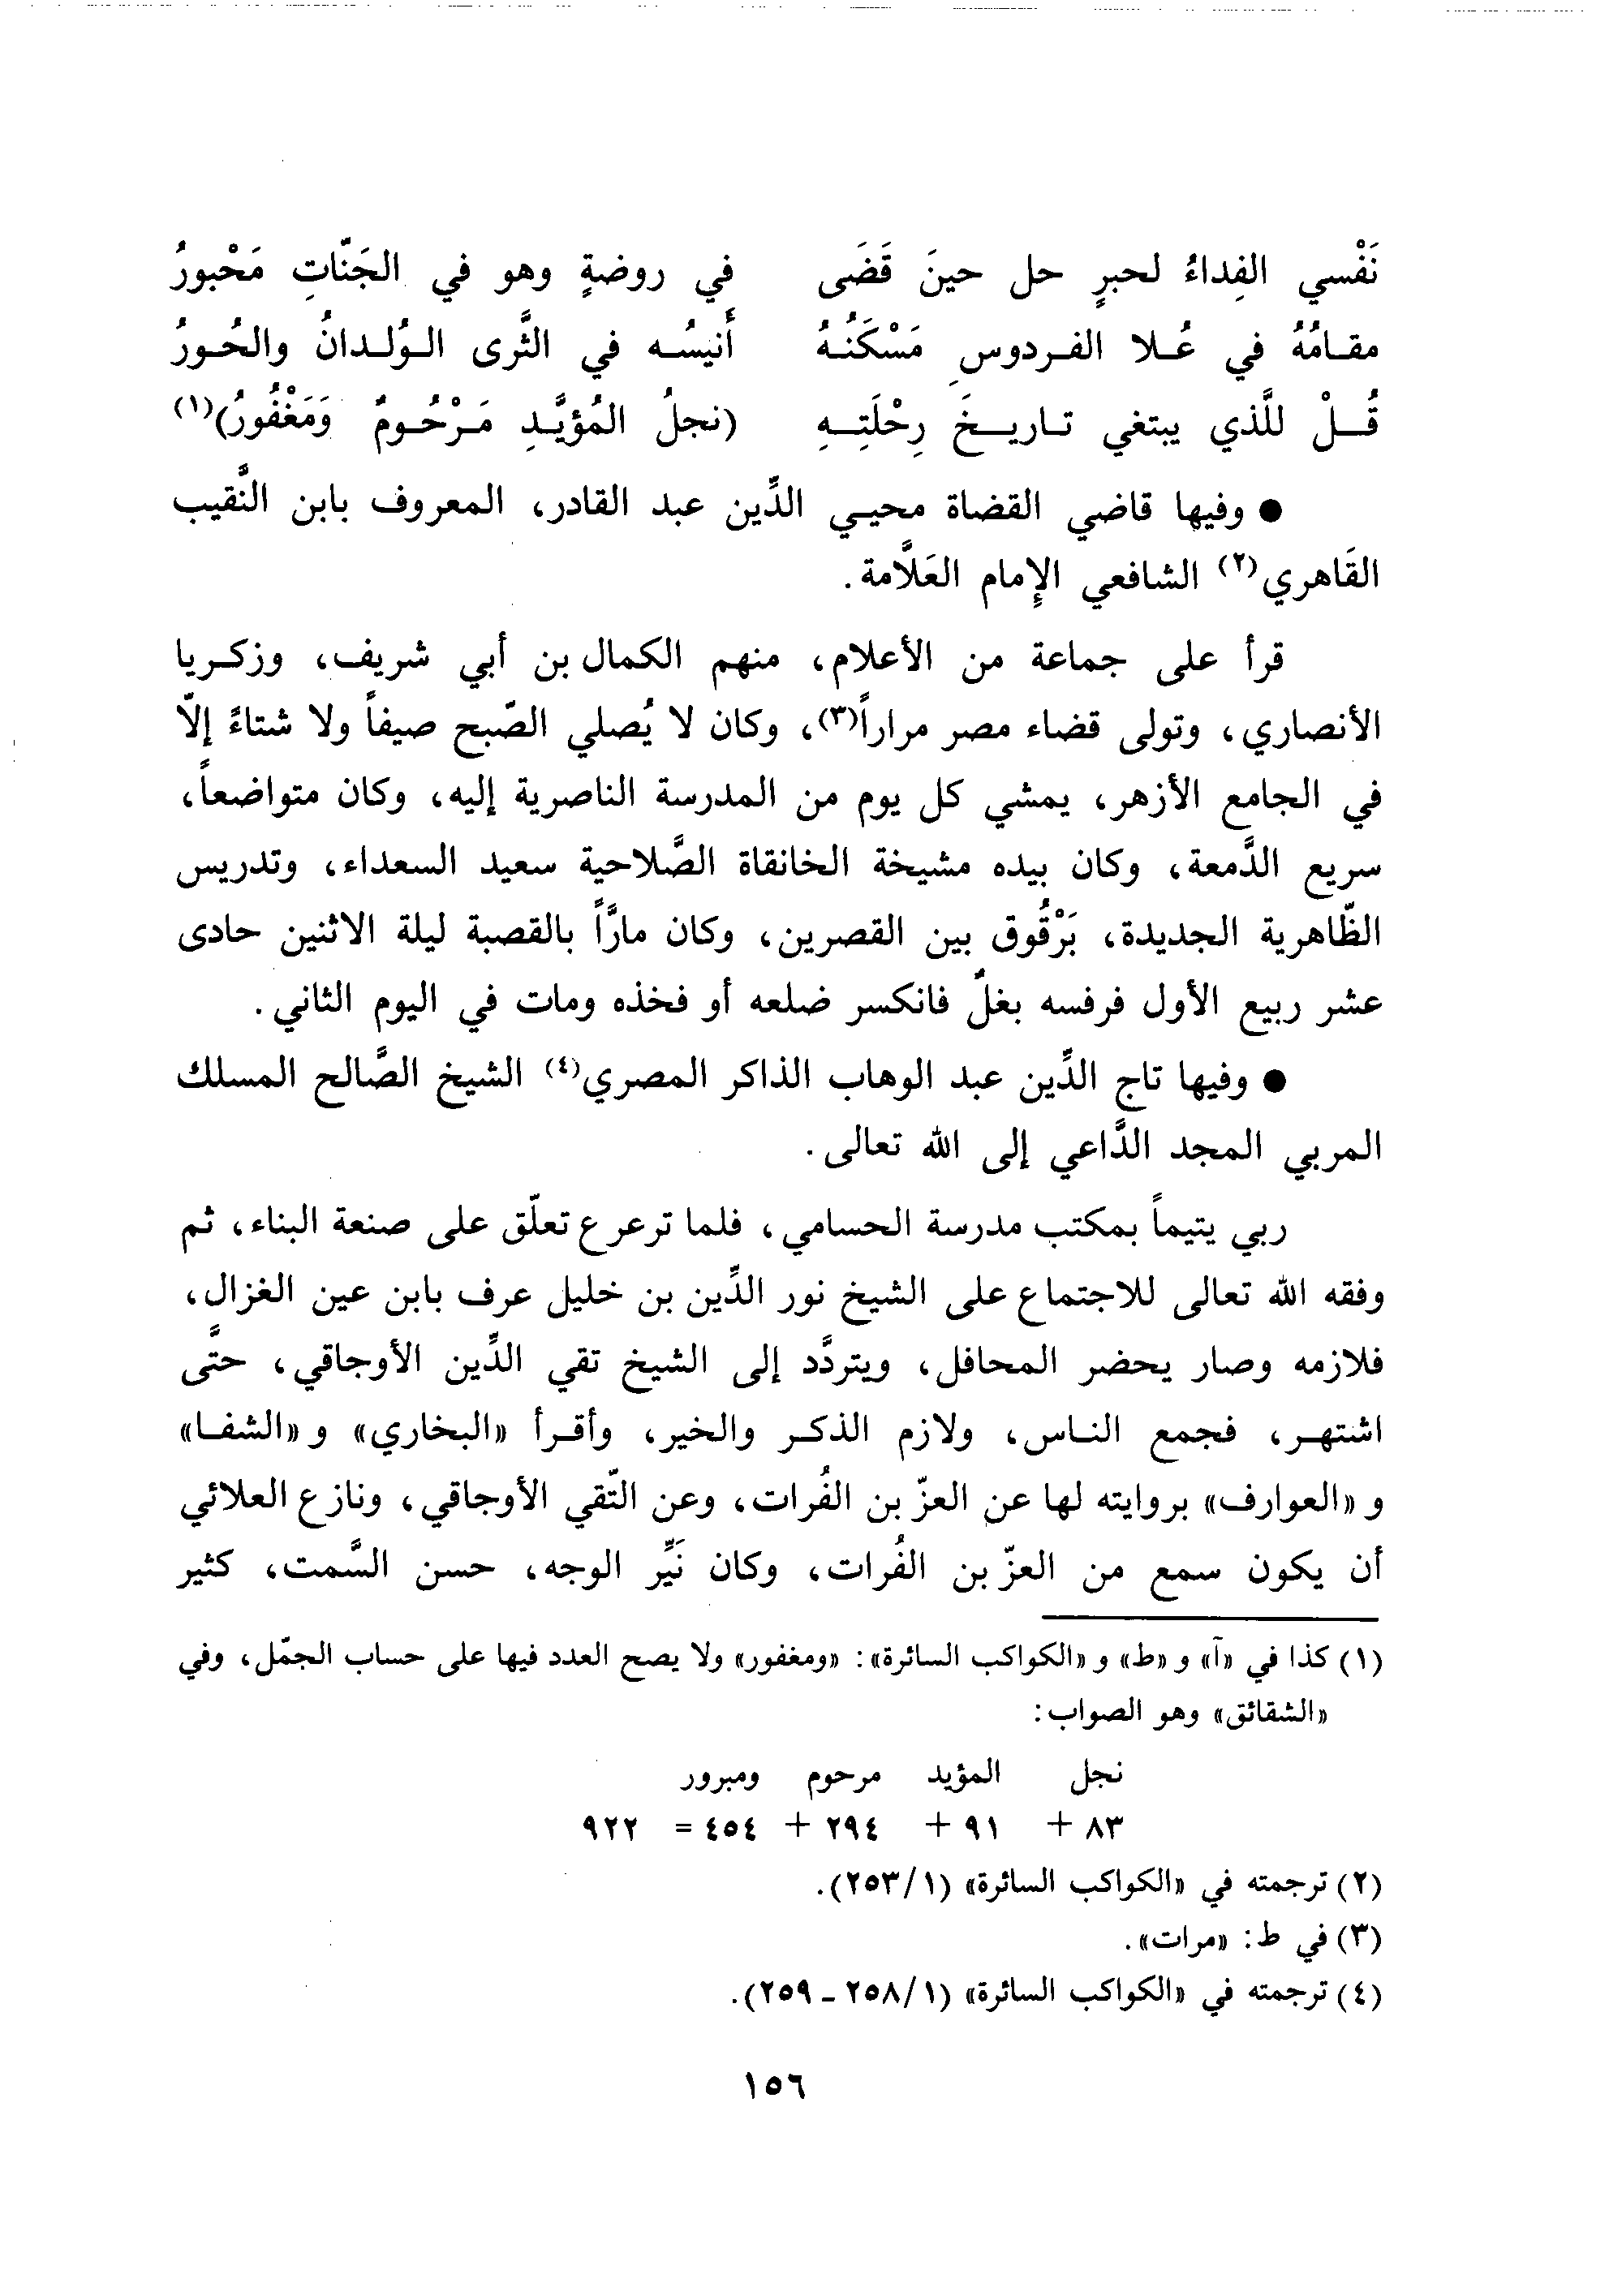 نَفْسي الفِداءُ لحبرٍ حل حينَ قَضَى في روضةٍ وهو في الجَنّاتِ مَحْبورُ
مقامُهُ في عُلا الفردوسِ مَسْكَنُهُ أَنيسُه في الثَّرى الوُلدانُ والحُورُ
قُلْ للَّذي يبتغي تاريخَ رِحْلَتِهِ (نجلُ المُؤيَّدِ مَرْحُومٌ وَمَغْفُورُ)(١)
● وفيها قاضي القضاة محيي الدِّين عبد القادر، المعروف بابن النَّقيب
القَاهري(٢) الشافعي الإِمام العَلاَّمة.
قرأ على جماعة من الأعلام، منهم الكمال بن أبي شريف، وزكريا
الأنصاري، وتولى قضاء مصر مراراً(٣)، وكان لا يُصلي الصّبح صيفاً ولا شتاءً إلّا
في الجامع الأزهر، يمشي كل يوم من المدرسة الناصرية إليه، وكان متواضعاً،
سريع الدَّمعة، وكان بيده مشيخة الخانقاة الصَّلاحية سعيد السعداء، وتدريس
الظّاهرية الجديدة، بَرْقُوق بين القصرين، وكان مارَّاً بالقصبة ليلة الاثنين حادى
عشر ربيع الأول فرفسه بغلٌ فانكسر ضلعه أو فخذه ومات في اليوم الثاني.
● وفيها تاج الدِّين عبد الوهاب الذاكر المصري(٤) الشيخ الصَّالح المسلك
المربي المجد الدَّاعي إلى الله تعالى.
ربي يتيماً بمكتب مدرسة الحسامي، فلما ترعرع تعلّق على صنعة البناء، ثم
وفقه الله تعالى للاجتماع على الشيخ نور الدِّين بن خليل عرف بابن عين الغزال،
فلازمه وصار يحضر المحافل، ويتردَّد إلى الشيخ تقي الدِّين الأوجاقي، حتَّى
اشتهر، فجمع الناس، ولازم الذكر والخير، وأقرأ «البخاري» و«الشفا»
و«العوارف» بروايته لها عن العزّ بن الفُرات، وعن التّقي الأوجاقي، ونازع العلائي
أن يكون سمع من العزّ بن الفُرات، وكان نَيِّر الوجه، حسن السَّمت، كثير
(١) كذا في «آ» و«ط» و«الكواكب السائرة»: «ومغفور» ولا يصح العدد فيها على حساب الجمّل، وفي
«الشقائق» وهو الصواب:
نجل المؤيد مرحوم ومبرور
٨٣ + ٩١ + ٢٩٤ + ٤٥٤ = ٩٢٢
(٢) ترجمته في «الكواكب السائرة» (١/ ٢٥٣).
(٣) في ط: «مرات».
(٤) ترجمته في «الكواكب السائرة» (١/ ٢٥٨ - ٢٥٩).
١٥٦